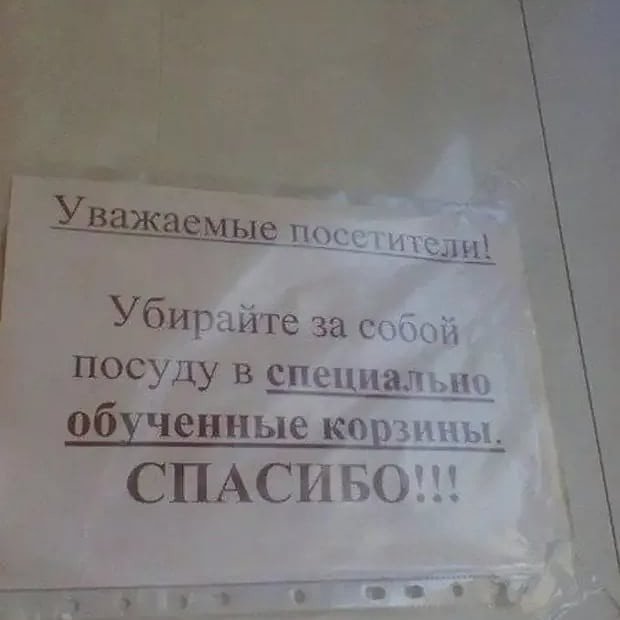 Уважаемые посетители!
Убирайте за собой
посуду в специально
обученные корзины.
СПАСИБО!!!